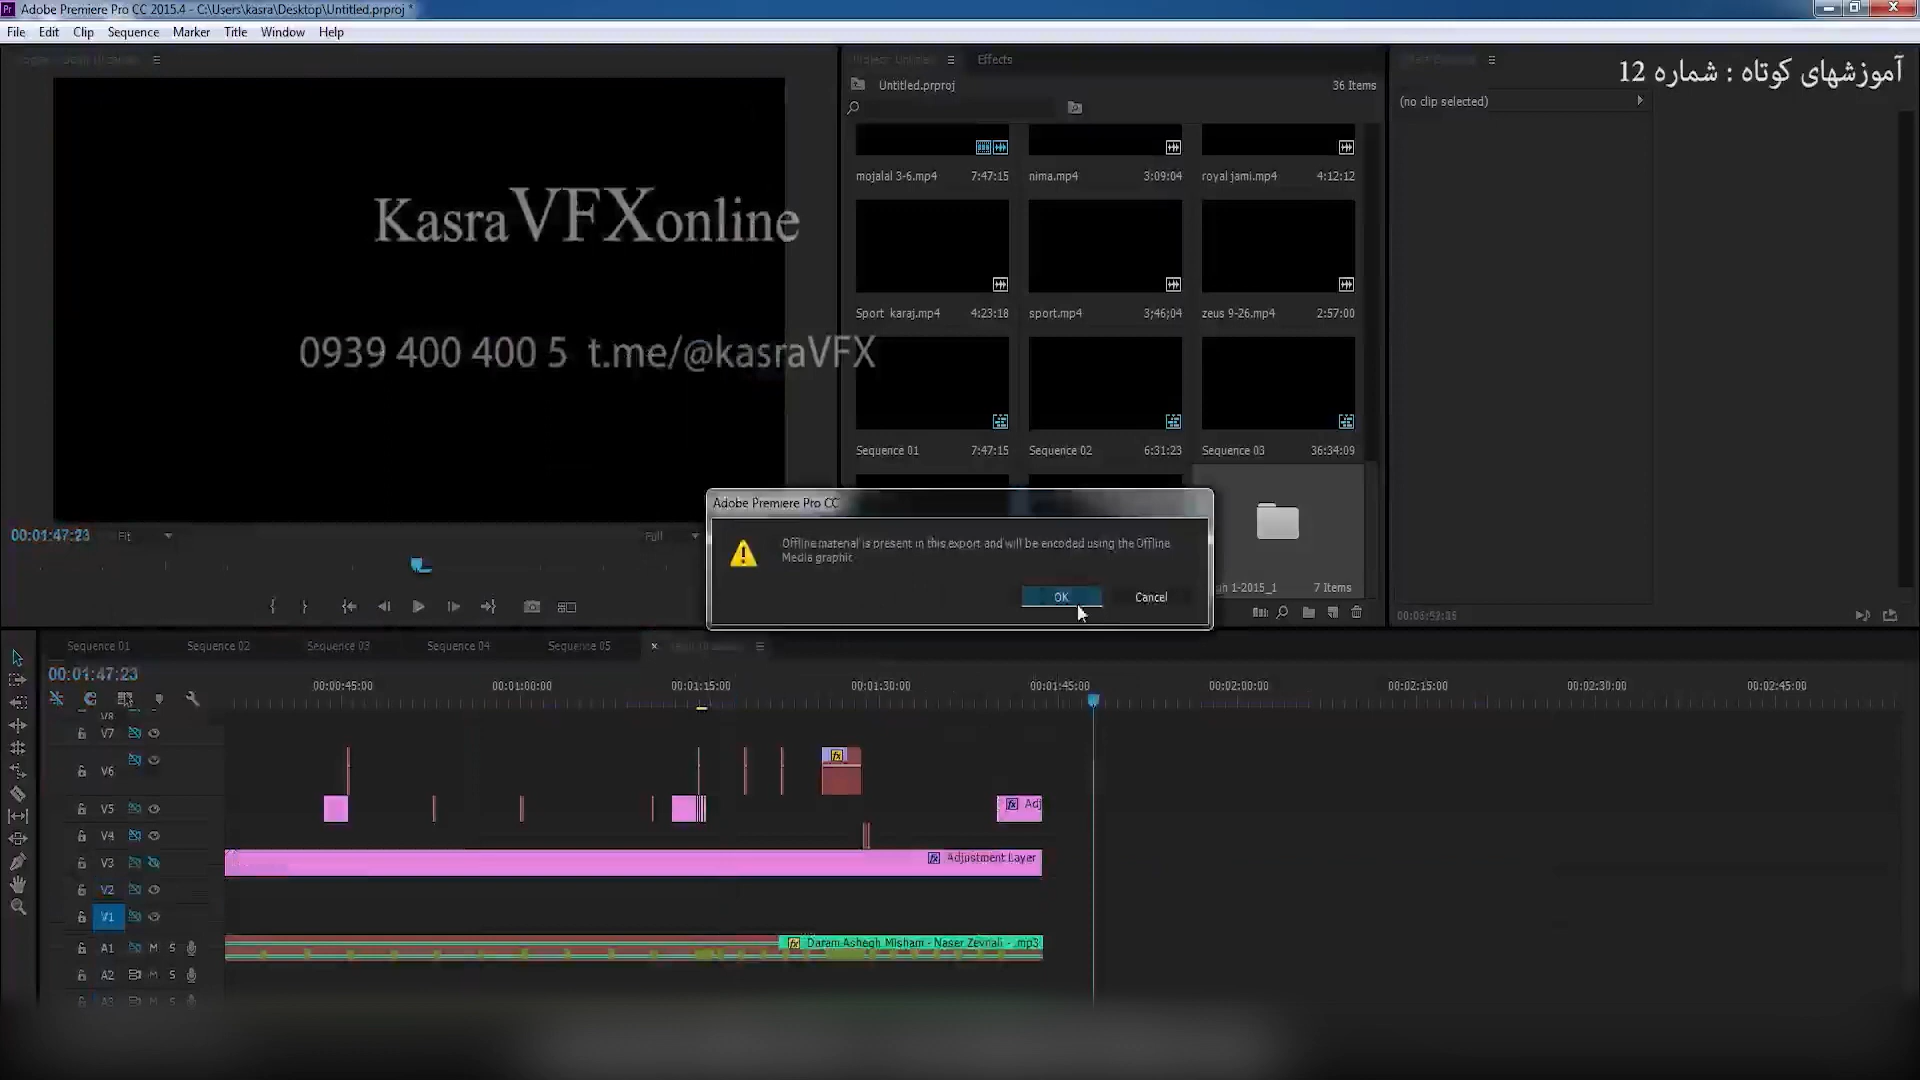 Adobe Premiere Pro CC 2015.4 - C:\Users\kasra\Desktop\Untitled.prproj *
File Edit Clip Sequence Marker Title Window Help
آموزشهای کوتاه : شماره 12
Effects
Untitled.prproj 36 Items
(no clip selected)
mojalal 3-6.mp4 7:47:15 nima.mp4 3:09:04 royal jami.mp4 4:12:12
KasraVFXonline
Sport karaj.mp4 4:23:18 sport.mp4 3;46;04 zeus 9-26.mp4 2:57:00
0939 400 400 5 t.me/@kasraVFX
Sequence 01 7:47:15 Sequence 02 6:31:23 Sequence 03 36:34:09
Adobe Premiere Pro CC
Offline material is present in this export and will be encoded using the Offline
Media graphic
OK Cancel
uh 1-2015_1 7 Items
00:01:47:23 Fit Full
Sequence 01 Sequence 02 Sequence 03 Sequence 04 Sequence 05
00:01:47:23
00:00:45:00 00:01:00:00 00:01:15:00 00:01:30:00 00:01:45:00 00:02:00:00 00:02:15:00 00:02:30:00 00:02:45:00
V8
V7
V6
V5 Adj
V4
V3 Adjustment Layer
V2
V1
A1 M S Daram Ashegh Misham - Naser Zeynali - .mp3
A2 M S
A3